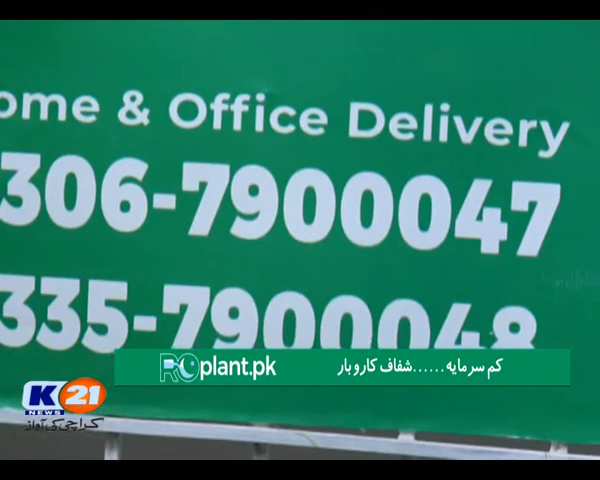 ome & Office Delivery
306-7900047
335-7900048
ROplant.pk
کم سرمایہ......شفاف کاروبار
K21
NEWS
کراچی کی آواز